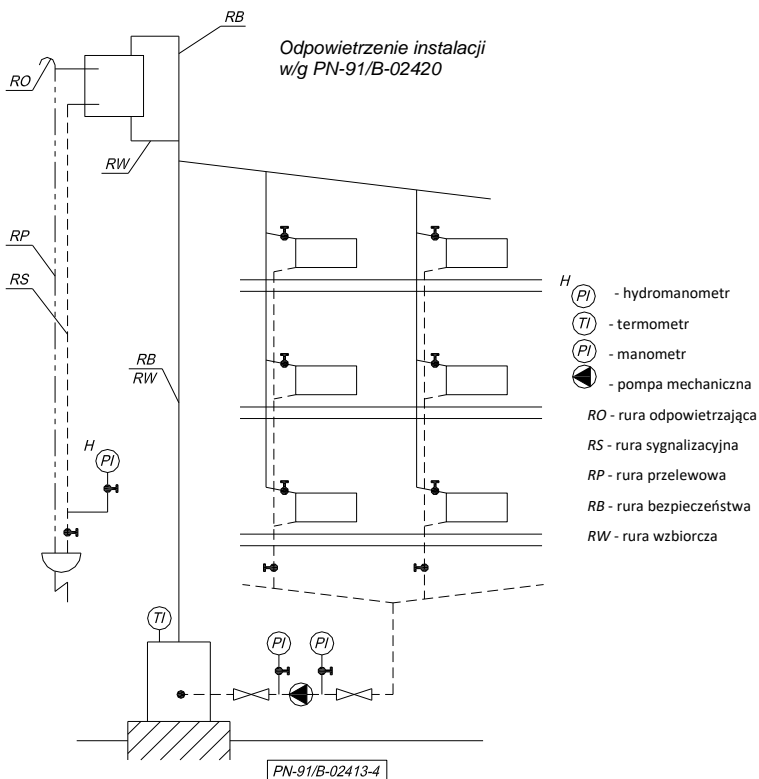 RB
Odpowietrzenie instalacji
w/g PN-91/B-02420
RO
RW
RP
RS
RB
RW
H
PI
TI
PI
PI
PN-91/B-02413-4
H
PI - hydromanometr
TI - termometr
PI - manometr
- pompa mechaniczna
RO - rura odpowietrzająca
RS - rura sygnalizacyjna
RP - rura przelewowa
RB - rura bezpieczeństwa
RW - rura wzbiorcza